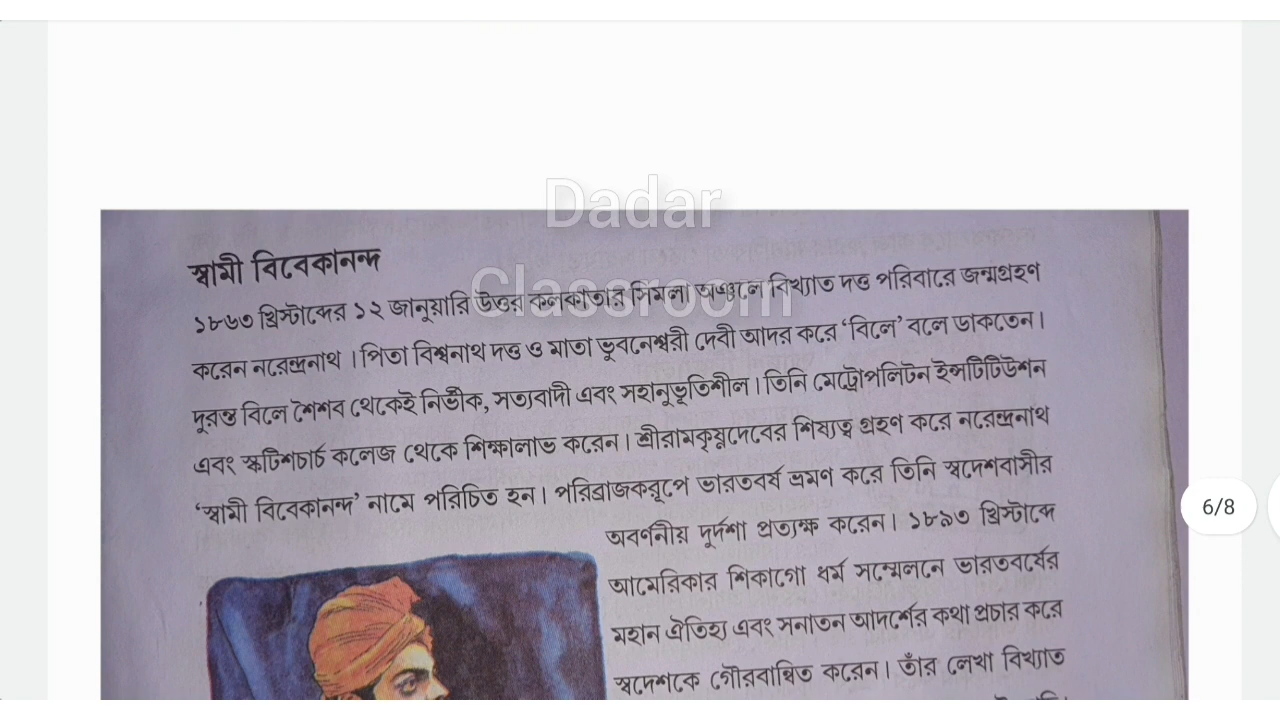 Dadar
Classroom
স্বামী বিবেকানন্দ
১৮৬৩ খ্রিস্টাব্দের ১২ জানুয়ারি উত্তর কলকাতার সিমলা অঞ্চলে বিখ্যাত দত্ত পরিবারে জন্মগ্রহণ
করেন নরেন্দ্রনাথ। পিতা বিশ্বনাথ দত্ত ও মাতা ভুবনেশ্বরী দেবী আদর করে ‘বিলে’ বলে ডাকতেন।
দুরন্ত বিলে শৈশব থেকেই নির্ভীক, সত্যবাদী এবং সহানুভূতিশীল। তিনি মেট্রোপলিটন ইন্সটিটিউশন
এবং স্কটিশচার্চ কলেজ থেকে শিক্ষালাভ করেন। শ্রীরামকৃষ্ণদেবের শিষ্যত্ব গ্রহণ করে নরেন্দ্রনাথ
‘স্বামী বিবেকানন্দ’ নামে পরিচিত হন। পরিব্রাজকরূপে ভারতবর্ষ ভ্রমণ করে তিনি স্বদেশবাসীর
অবর্ণনীয় দুর্দশা প্রত্যক্ষ করেন। ১৮৯৩ খ্রিস্টাব্দে
আমেরিকার শিকাগো ধর্ম সম্মেলনে ভারতবর্ষের
মহান ঐতিহ্য এবং সনাতন আদর্শের কথা প্রচার করে
স্বদেশকে গৌরবান্বিত করেন। তাঁর লেখা বিখ্যাত
6/8